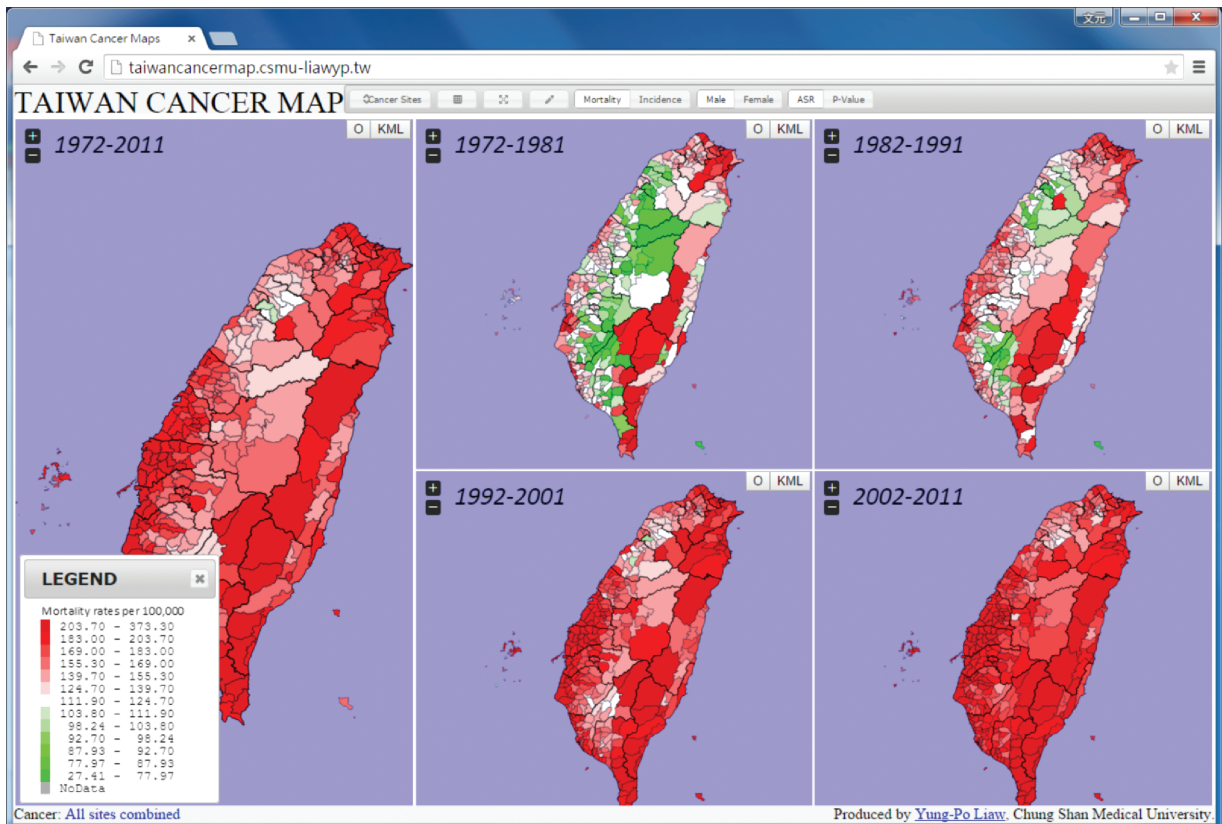 文元
Taiwan Cancer Maps
taiwancancermap.csmu-liawyp.tw
TAIWAN CANCER MAP
Cancer Sites
Mortality
Incidence
Male
Female
ASR
P-Value
1972-2011
O KML
1972-1981
O KML
1982-1991
O KML
1992-2001
O KML
2002-2011
O KML
LEGEND
Mortality rates per 100,000
203.70 - 373.30
183.00 - 203.70
169.00 - 183.00
155.30 - 169.00
139.70 - 155.30
124.70 - 139.70
111.90 - 124.70
103.80 - 111.90
98.24 - 103.80
92.70 - 98.24
87.93 - 92.70
77.97 - 87.93
27.41 - 77.97
NoData
Cancer: All sites combined
Produced by Yung-Po Liaw, Chung Shan Medical University.